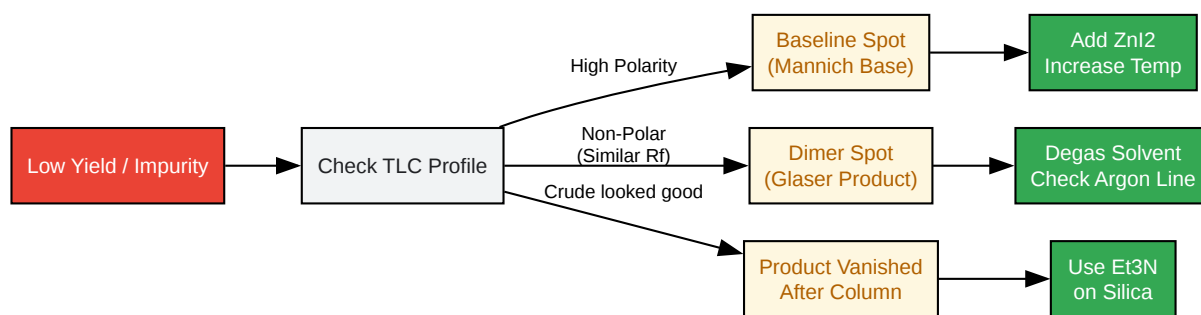 Low Yield / Impurity
Check TLC Profile
High Polarity
Non-Polar
(Similar Rf)
Crude looked good
Baseline Spot
(Mannich Base)
Add ZnI2
Increase Temp
Dimer Spot
(Glaser Product)
Degas Solvent
Check Argon Line
Product Vanished
After Column
Use Et3N
on Silica